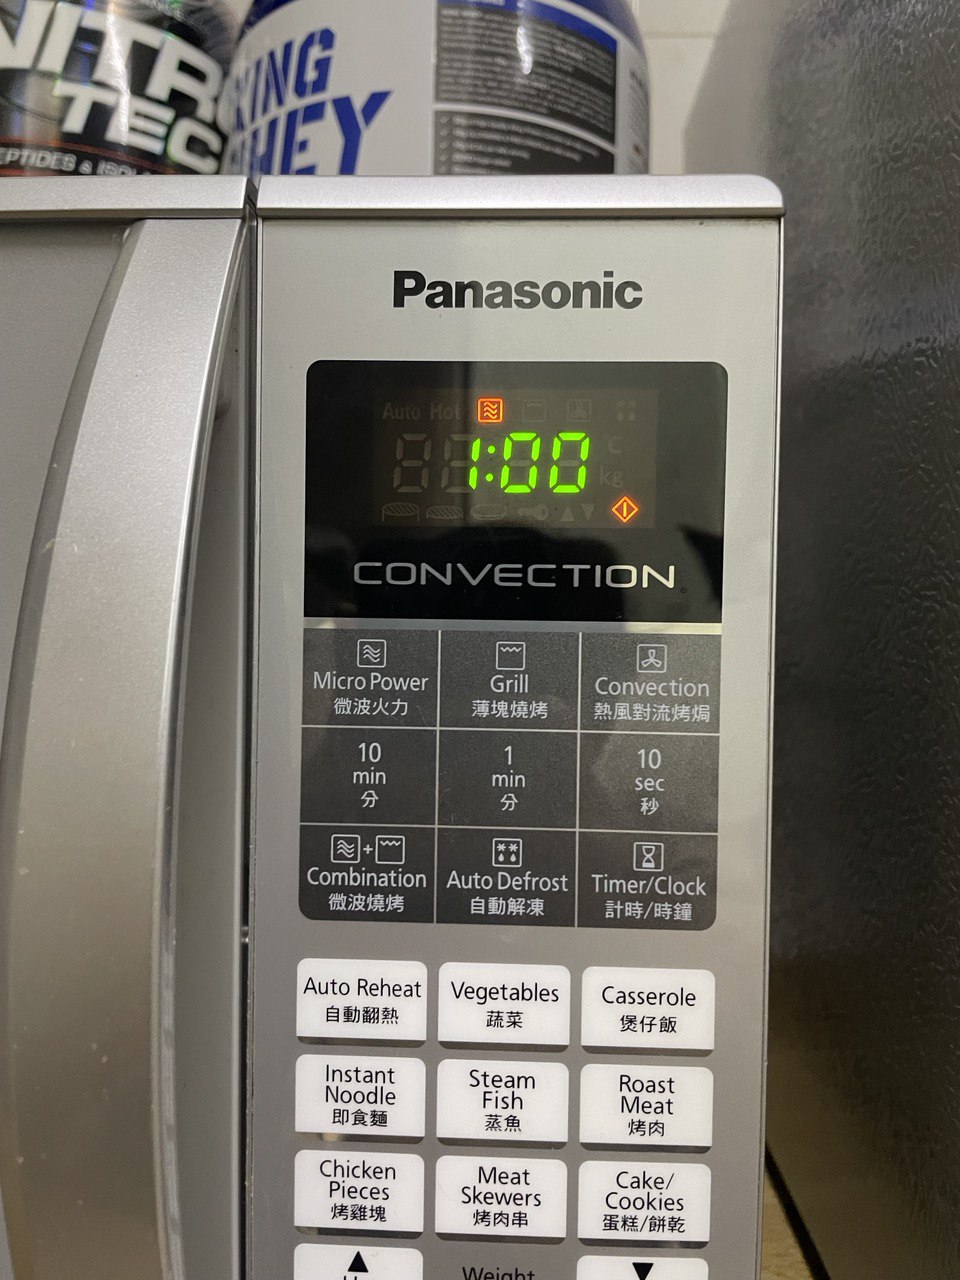 NITRO
TEC
PEPTIDES &
KING
WHEY
Panasonic
Auto Hot
1:00
C
kg
CONVECTION
Micro Power
微波火力
Grill
薄塊燒烤
Convection
熱風對流烤焗
10
min
分
1
min
分
10
sec
秒
+
Combination
微波燒烤
Auto Defrost
自動解凍
Timer/Clock
計時/時鐘
Auto Reheat
自動翻熱
Vegetables
蔬菜
Casserole
煲仔飯
Instant
Noodle
即食麵
Steam
Fish
蒸魚
Roast
Meat
烤肉
Chicken
Pieces
烤雞塊
Meat
Skewers
烤肉串
Cake/
Cookies
蛋糕/餅乾
Weight